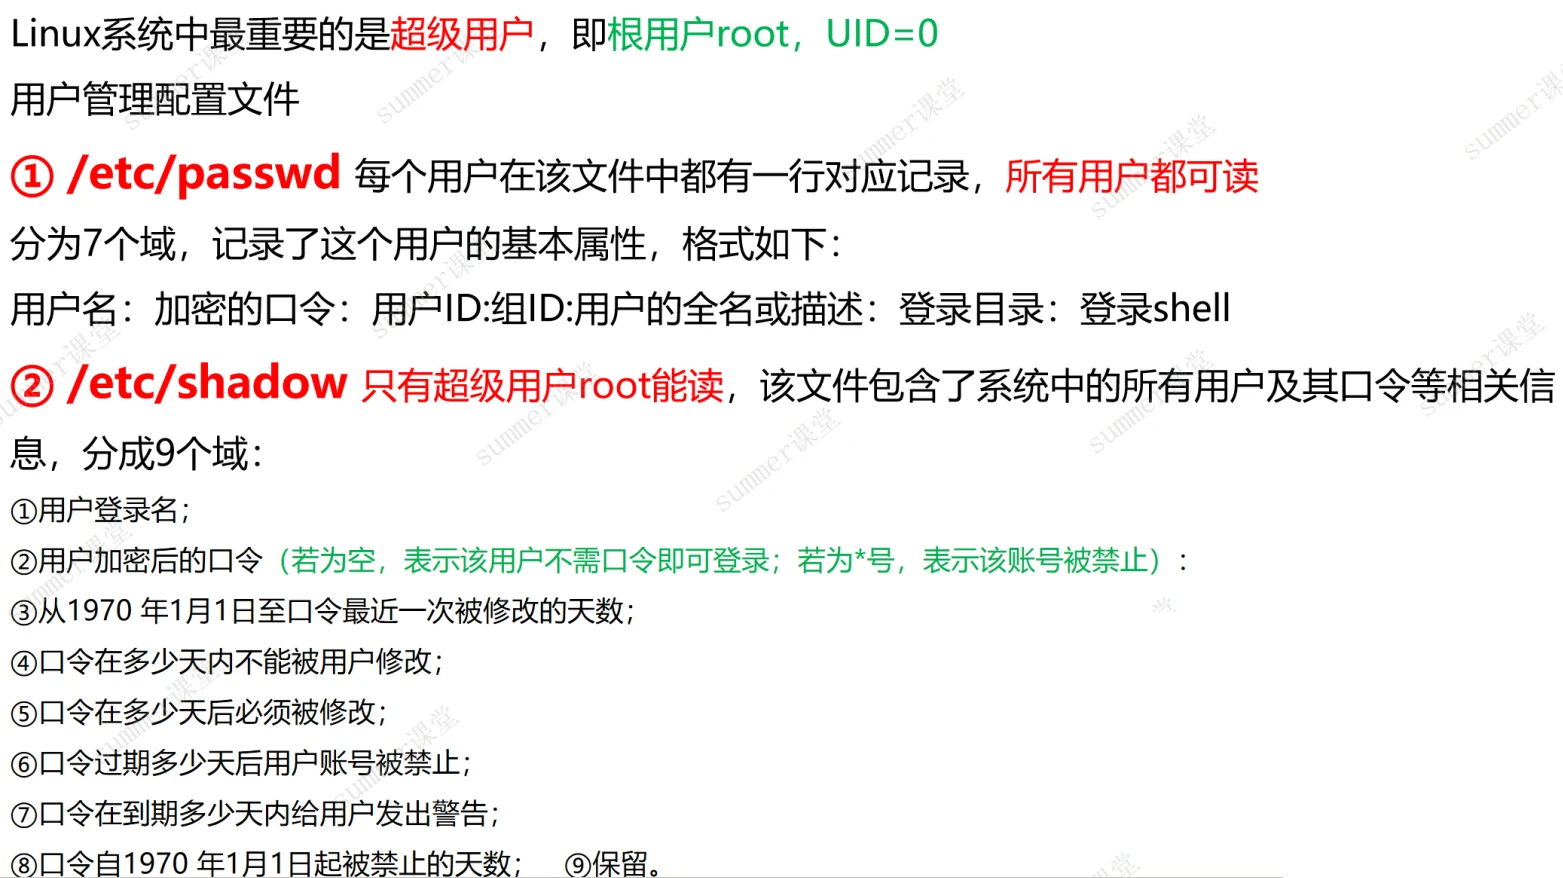 Linux系统中最重要的是超级用户，即根用户root，UID=0
用户管理配置文件
① /etc/passwd 每个用户在该文件中都有一行对应记录，所有用户都可读
分为7个域，记录了这个用户的基本属性，格式如下：
用户名：加密的口令：用户ID:组ID:用户的全名或描述：登录目录：登录shell
② /etc/shadow 只有超级用户root能读，该文件包含了系统中的所有用户及其口令等相关信
息，分成9个域：
①用户登录名；
②用户加密后的口令（若为空，表示该用户不需口令即可登录；若为*号，表示该账号被禁止）：
③从1970 年1月1日至口令最近一次被修改的天数；
④口令在多少天内不能被用户修改；
⑤口令在多少天后必须被修改；
⑥口令过期多少天后用户账号被禁止；
⑦口令在到期多少天内给用户发出警告；
⑧口令自1970 年1月1日起被禁止的天数； ⑨保留。
summer课堂